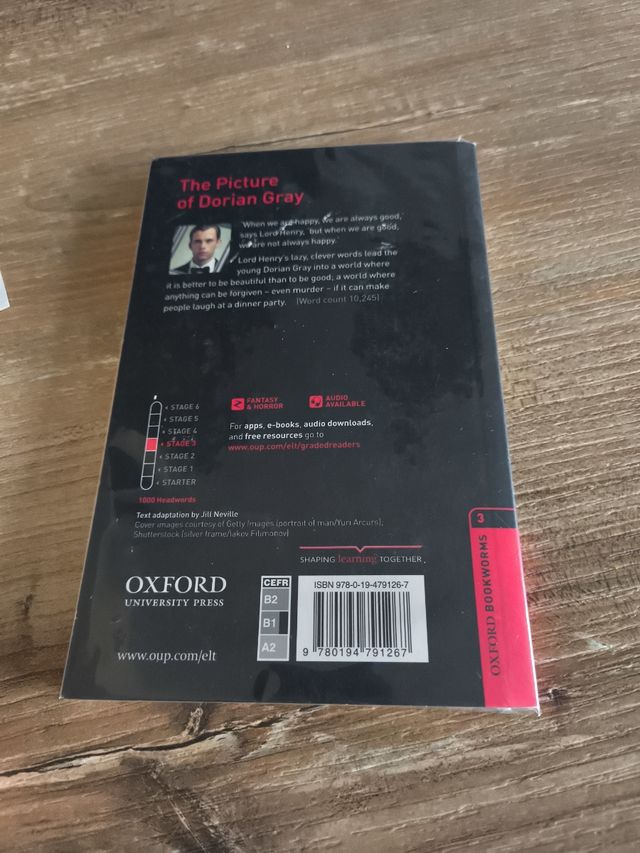 The Picture
of Dorian Gray
'When we are happy, we are always good,'
says Lord Henry, 'but when we are good,
we are not always happy.'
Lord Henry's lazy, clever words lead the
young Dorian Gray into a world where
it is better to be beautiful than to be good; a world where
anything can be forgiven – even murder – if it can make
people laugh at a dinner party. (Word count 10,245)
STAGE 6
STAGE 5
STAGE 4
STAGE 3
STAGE 2
STAGE 1
STARTER
1000 Headwords
FANTASY
& HORROR
AUDIO
AVAILABLE
For apps, e-books, audio downloads,
and free resources go to
www.oup.com/elt/gradedreaders
Text adaptation by Jill Neville
Cover images courtesy of Getty Images (portrait of man/Yuri Arcurs),
Shutterstock (silver frame/Iakov Filimonov)
SHAPING learning TOGETHER
OXFORD
UNIVERSITY PRESS
www.oup.com/elt
CEFR
B2
B1
A2
ISBN 978-0-19-479126-7
9 780194 791267
3
OXFORD BOOKWORMS